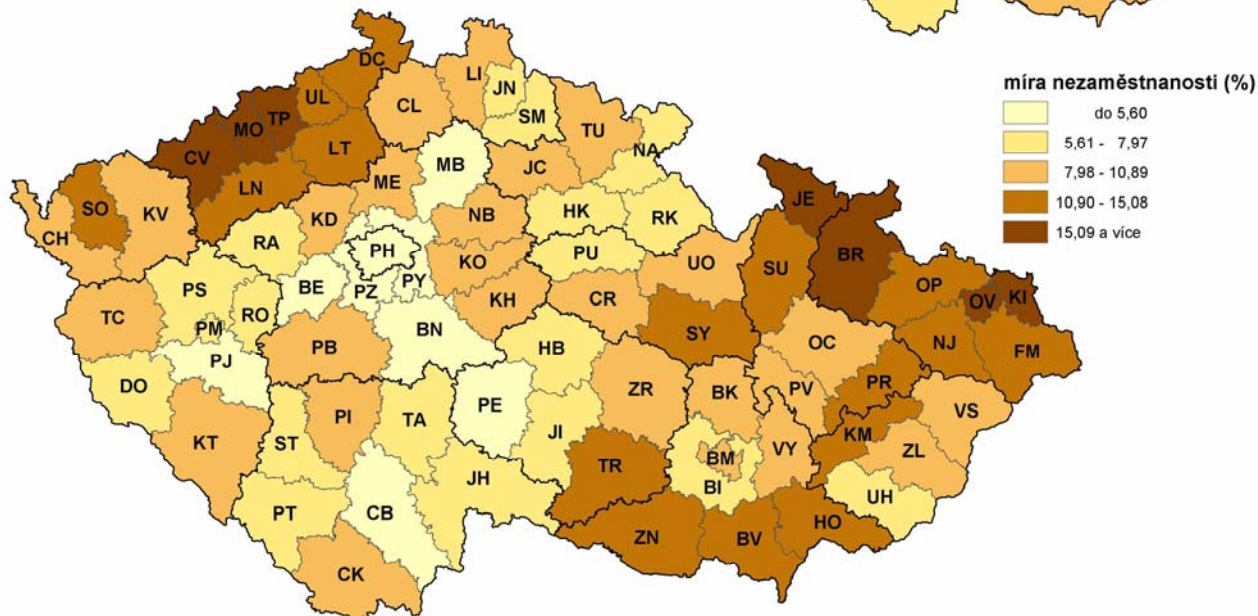 míra nezaměstnanosti (%)
do 5,60
5,61 - 7,97
7,98 - 10,89
10,90 - 15,08
15,09 a více
DC
LI
JN
UL
CL
SM
TP
MO
TU
CV
LT
NA
MB
JC
LN
ME
SO
KV
KD
NB
HK
RK
JE
CH
RA
PH
PU
BR
KO
UO
SU
PS
BE
PZ
PY
OP
OV
KI
TC
RO
KH
CR
PM
BN
SY
OC
NJ
FM
PJ
PB
HB
DO
PR
ZR
BK
PV
PE
VS
PI
TA
KT
ST
JI
KM
BM
VY
ZL
TR
JH
BI
UH
PT
CB
HO
ZN
BV
CK